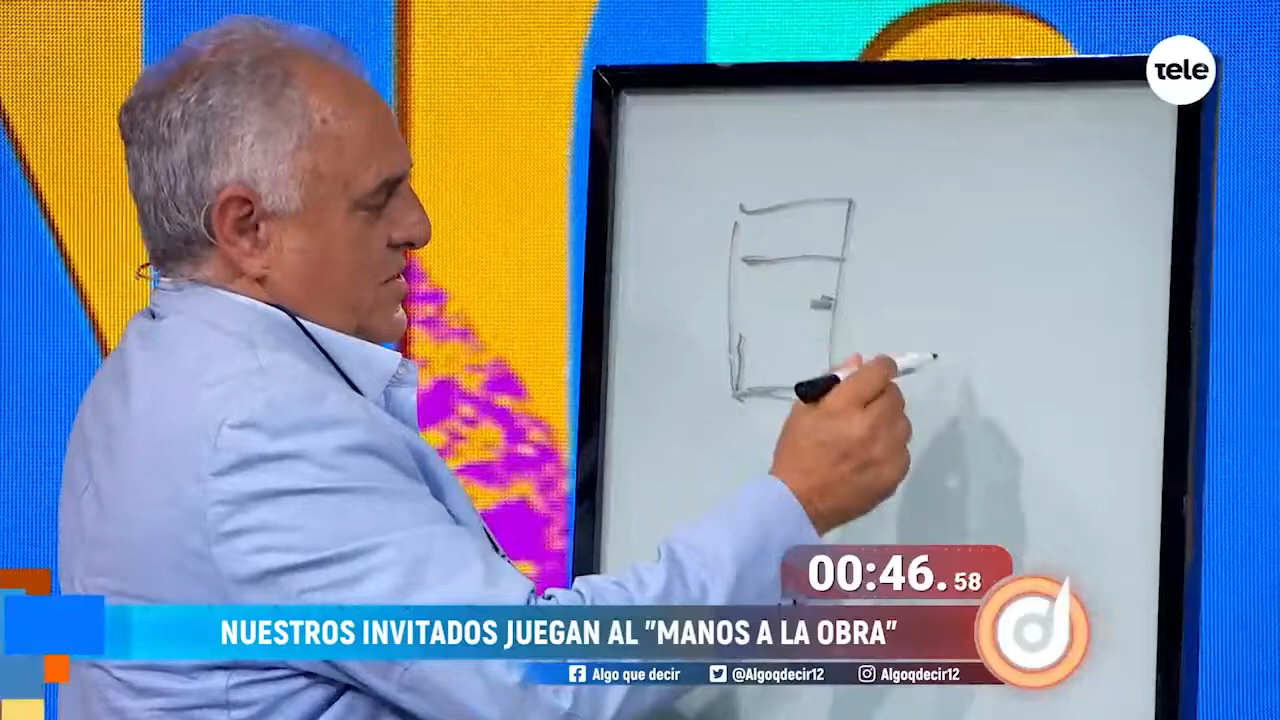 tele
00:46.58
NUESTROS INVITADOS JUEGAN AL "MANOS A LA OBRA"
Algo que decir @Algoqdecir12 Algoqdecir12